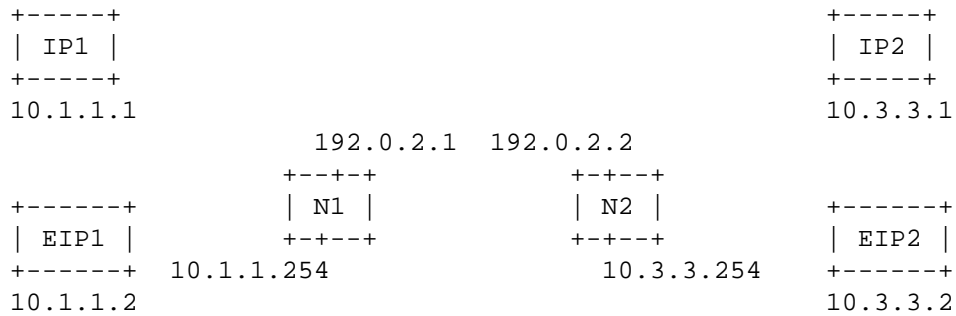 +-----+                                            +-----+
| IP1 |                                            | IP2 |
+-----+                                            +-----+
10.1.1.1                                           10.3.3.1
                   192.0.2.1  192.0.2.2
                 +--+-+            +-+--+
+------+         | N1 |            | N2 |          +------+
| EIP1 |         +-+--+            +-+--+          | EIP2 |
+------+  10.1.1.254                 10.3.3.254    +------+
10.1.1.2                                           10.3.3.2